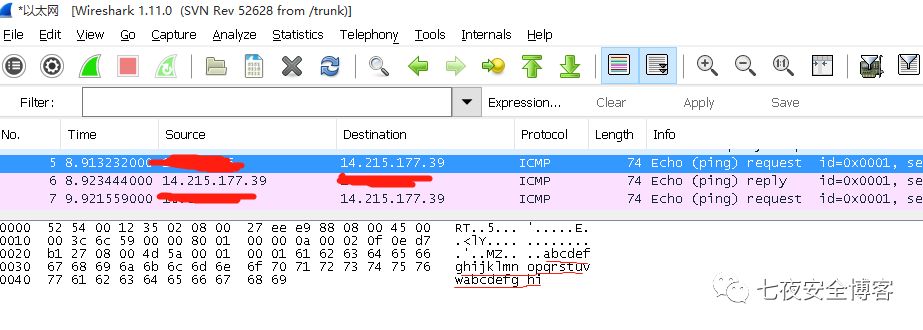 *以太网 [Wireshark 1.11.0 (SVN Rev 52628 from /trunk)]
File Edit View Go Capture Analyze Statistics Telephony Tools Internals Help
Filter: Expression... Clear Apply Save
No. Time Source Destination Protocol Length Info
5 8.913232000 14.215.177.39 ICMP 74 Echo (ping) request id=0x0001, se
6 8.923444000 14.215.177.39 ICMP 74 Echo (ping) reply id=0x0001, se
7 9.921559000 14.215.177.39 ICMP 74 Echo (ping) request id=0x0001, se
0000 52 54 00 12 35 02 08 00 27 ee e9 88 08 00 45 00 RT..5... '.....E.
0010 00 3c 6c 59 00 00 80 01 00 00 0a 00 02 0f 0e d7 .<lY.... ........
0020 b1 27 08 00 4d 5a 00 01 00 01 61 62 63 64 65 66 .'..MZ.. ..abcdef
0030 67 68 69 6a 6b 6c 6d 6e 6f 70 71 72 73 74 75 76 ghijklmn opqrstuv
0040 77 61 62 63 64 65 66 67 68 69 wabcdefg hi
七夜安全博客